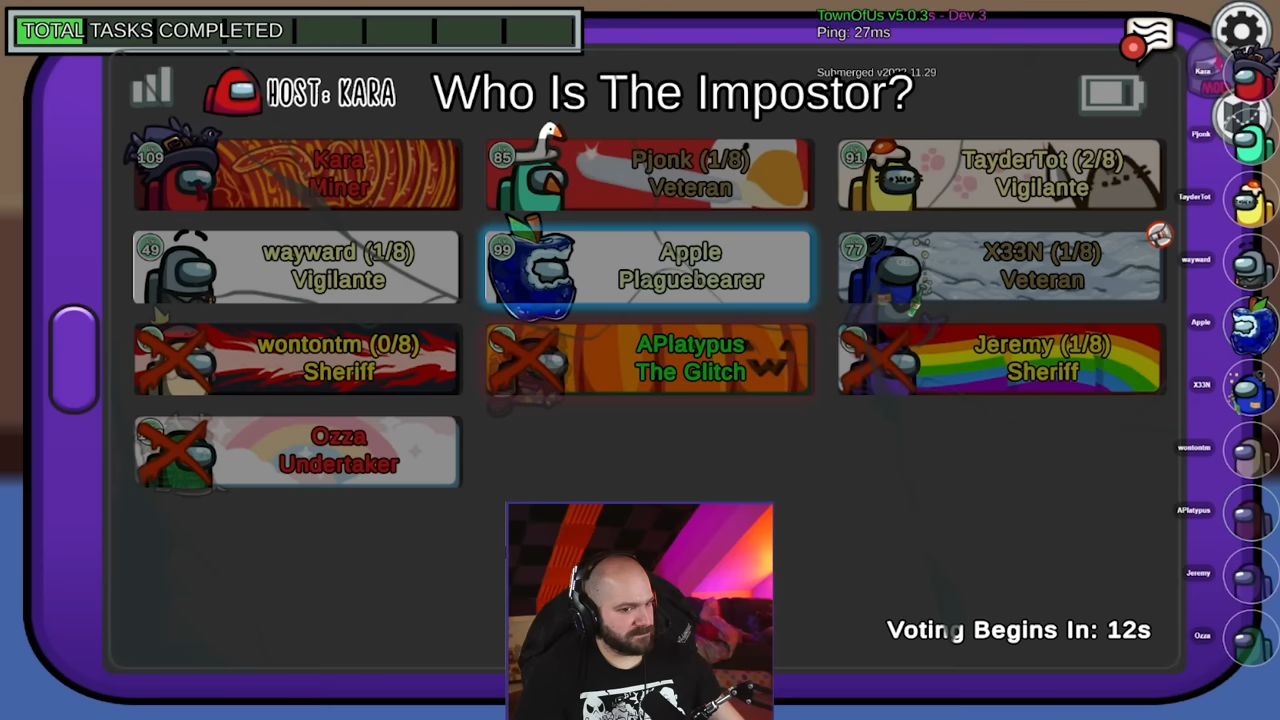 TOTAL TASKS COMPLETED
TownOfUs v5.0.3s - Dev 3
Ping: 27ms
Submerged v2022.11.29
HOST: KARA
Who Is The Impostor?
109
Kara
Miner
85
Pjonk (1/8)
Veteran
91
TayderTot (2/8)
Vigilante
49
wayward (1/8)
Vigilante
99
Apple
Plaguebearer
77
X33N (1/8)
Veteran
wontontm (0/8)
Sheriff
APlatypus
The Glitch
Jeremy (1/8)
Sheriff
Ozza
Undertaker
Voting Begins In: 12s
Kara
Pjonk
TayderTot
wayward
Apple
X33N
wontontm
APlatypus
Jeremy
Ozza